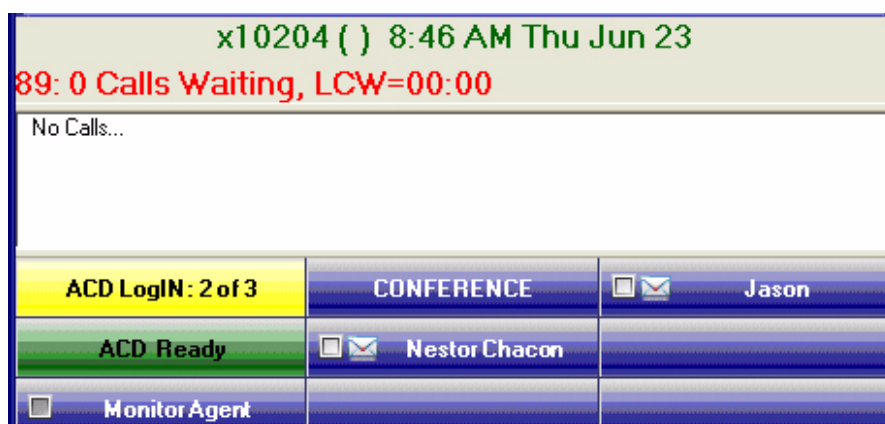 x10204 ( ) 8:46 AM Thu Jun 23
89: 0 Calls Waiting, LCW=00:00
No Calls...
ACD LogIN: 2 of 3
CONFERENCE
Jason
ACD Ready
Nestor Chacon
Monitor Agent